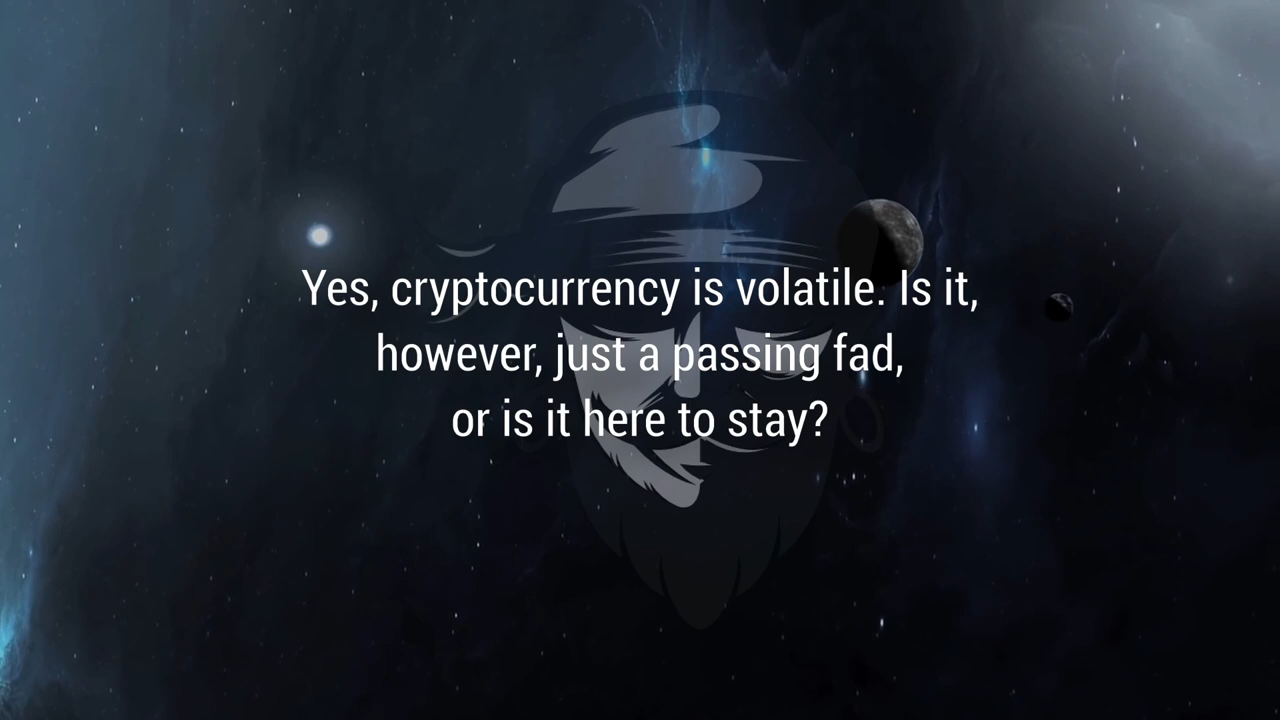 Yes, cryptocurrency is volatile. Is it,
however, just a passing fad,
or is it here to stay?